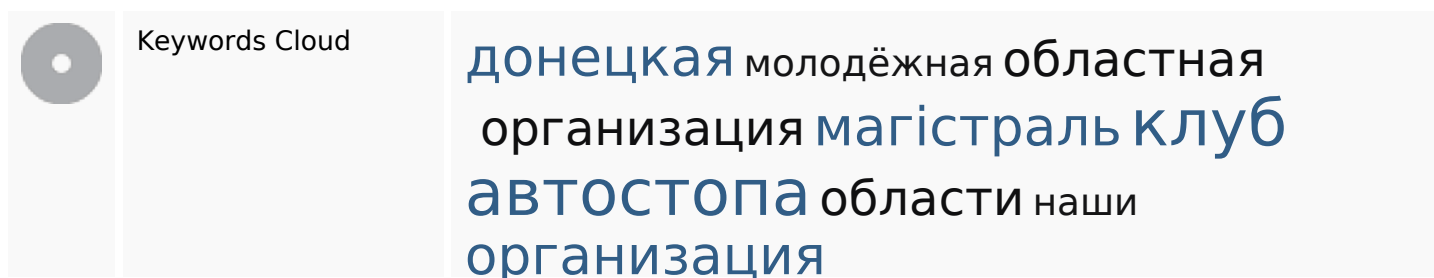 Keywords Cloud
донецкая молодёжная областная
организация магістраль клуб
автостопа области наши
организация